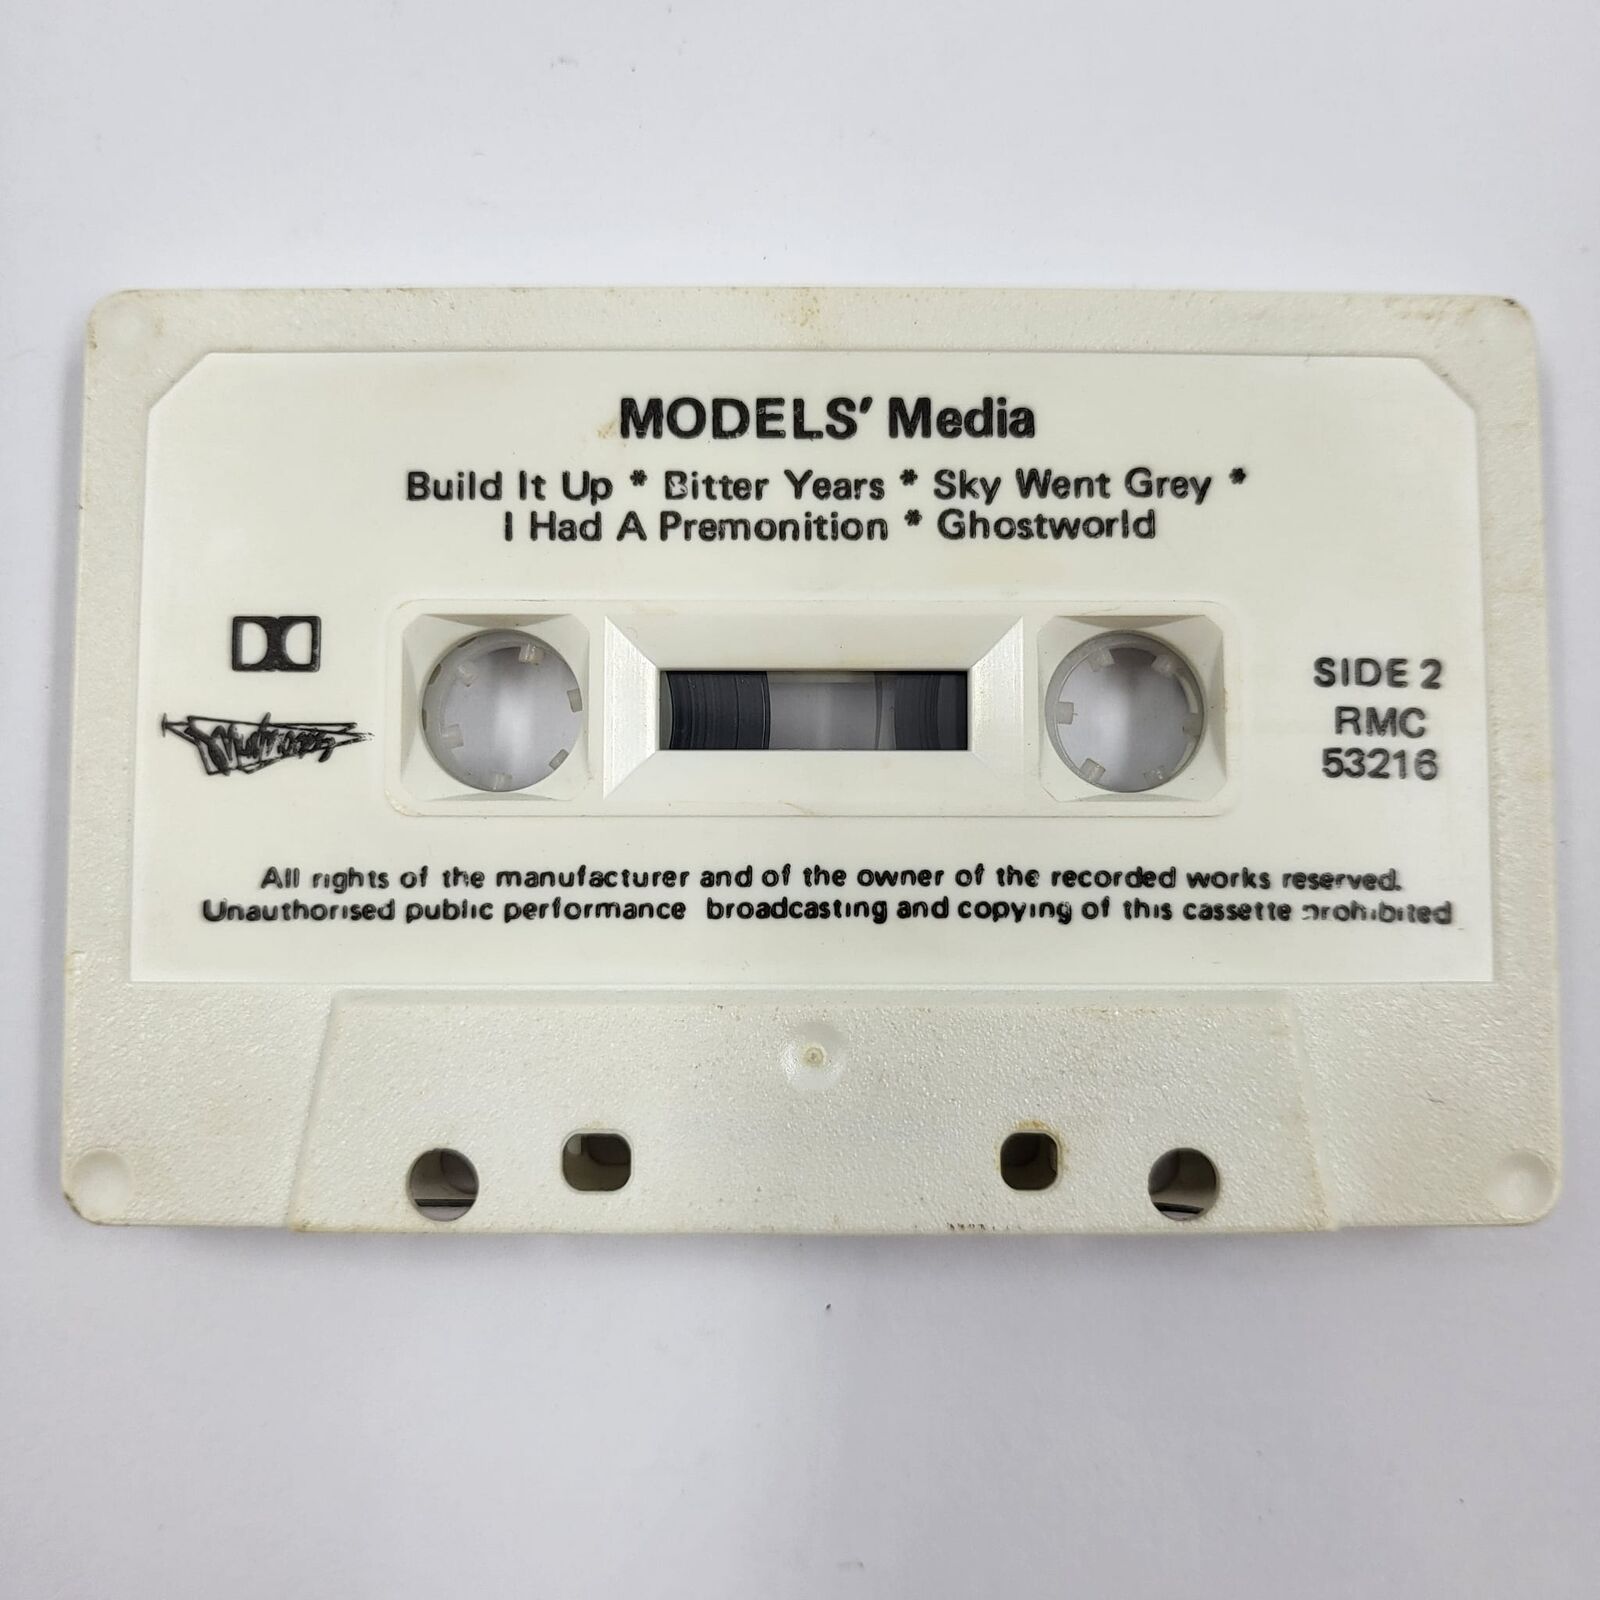 MODELS' Media
Build It Up * Bitter Years * Sky Went Grey *
I Had A Premonition * Ghostworld
SIDE 2
Mushroom
RMC
53216
All rights of the manufacturer and of the owner of the recorded works reserved.
Unauthorised public performance broadcasting and copying of this cassette prohibited